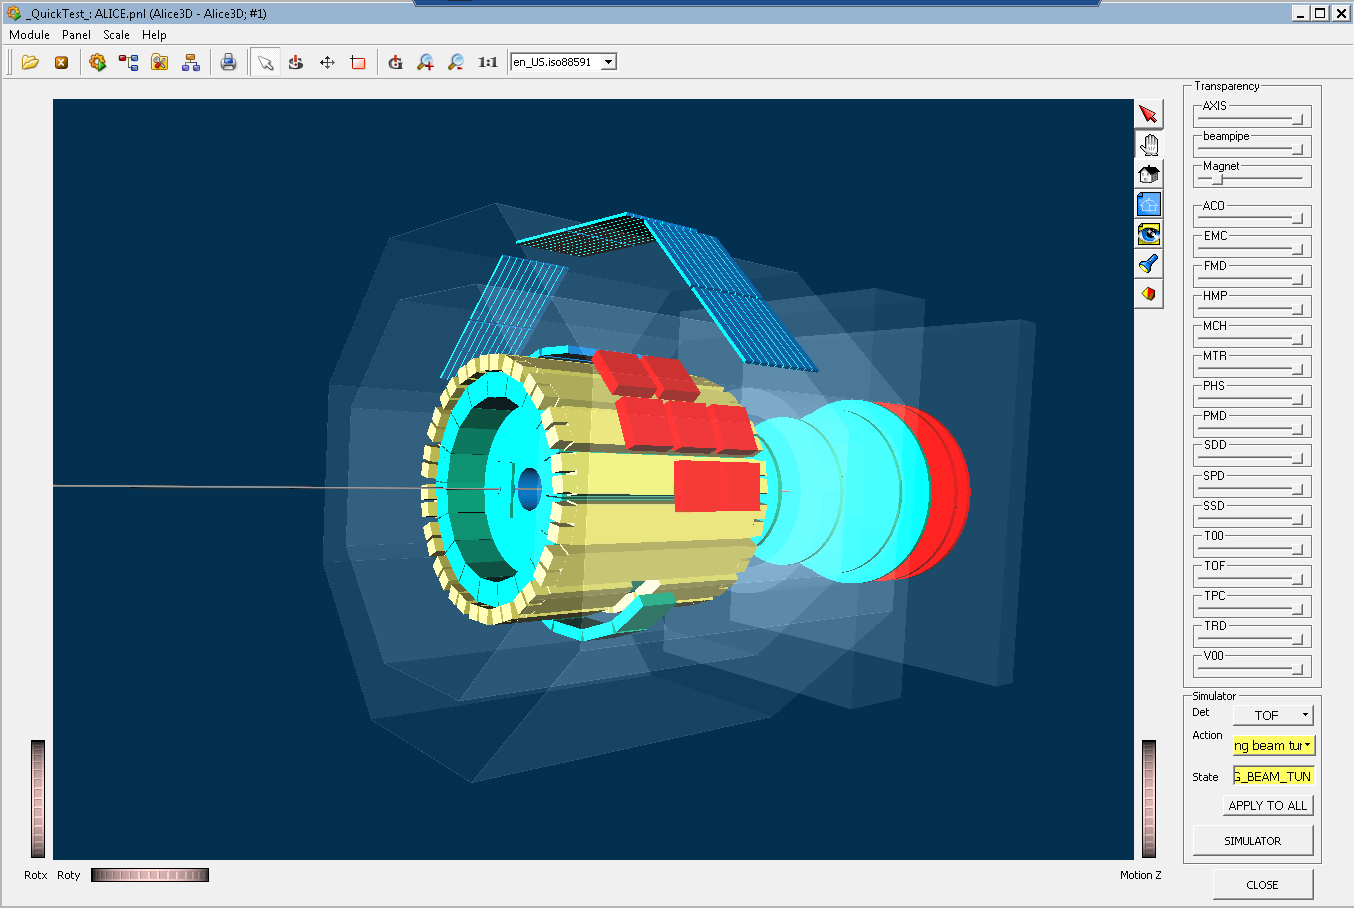 _QuickTest_: ALICE.pnl (Alice3D - Alice3D; #1)
Module Panel Scale Help
1:1 en_US.iso88591
Transparency
AXIS
beampipe
Magnet
ACO
EMC
FMD
HMP
MCH
MTR
PHS
PMD
SDD
SPD
SSD
T00
TOF
TPC
TRD
V00
Simulator
Det TOF
Action ng beam tur
State G_BEAM_TUN
APPLY TO ALL
SIMULATOR
CLOSE
Rotx Roty
Motion Z